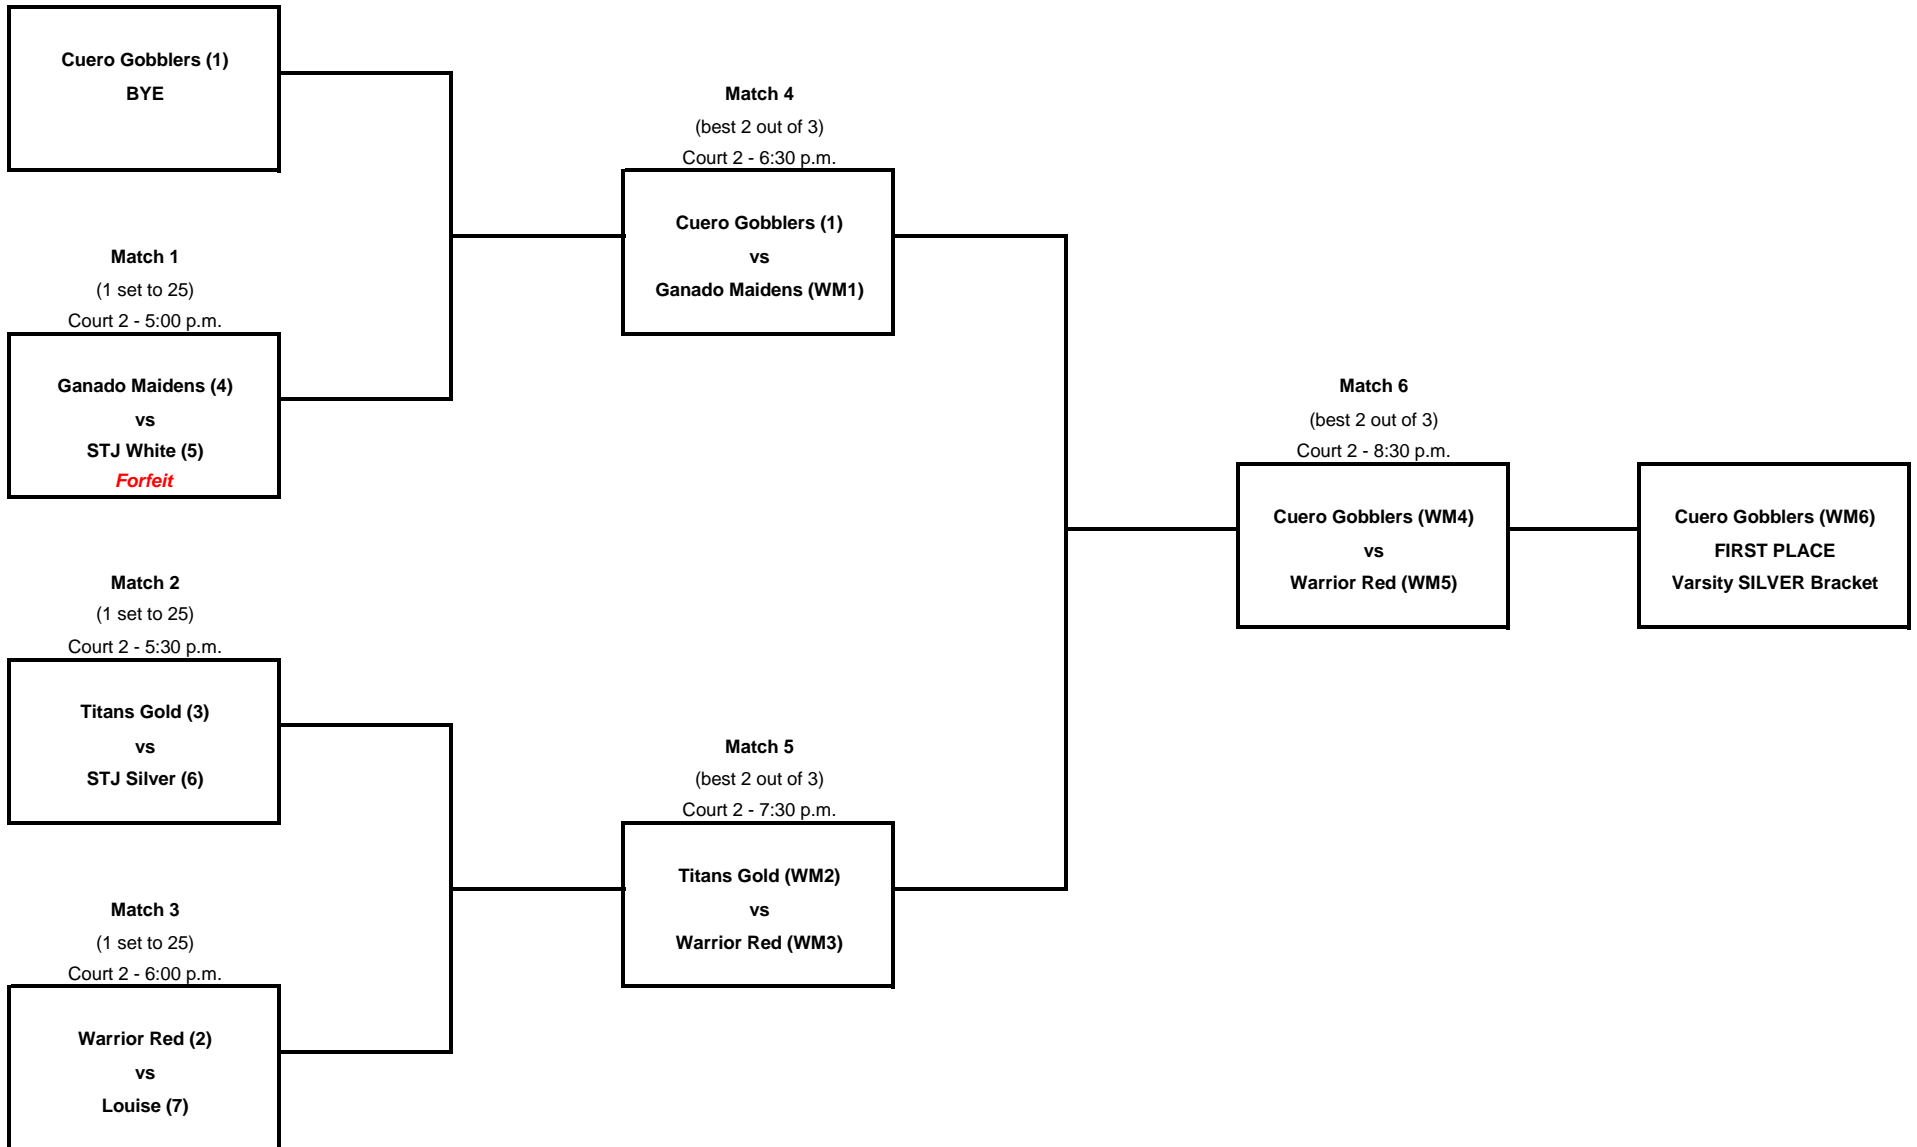 Cuero Gobblers (1)
BYE
Match 1
(1 set to 25)
Court 2 - 5:00 p.m.
Ganado Maidens (4)
vs
STJ White (5)
Forfeit
Match 2
(1 set to 25)
Court 2 - 5:30 p.m.
Titans Gold (3)
vs
STJ Silver (6)
Match 3
(1 set to 25)
Court 2 - 6:00 p.m.
Warrior Red (2)
vs
Louise (7)
Match 4
(best 2 out of 3)
Court 2 - 6:30 p.m.
Cuero Gobblers (1)
vs
Ganado Maidens (WM1)
Match 5
(best 2 out of 3)
Court 2 - 7:30 p.m.
Titans Gold (WM2)
vs
Warrior Red (WM3)
Match 6
(best 2 out of 3)
Court 2 - 8:30 p.m.
Cuero Gobblers (WM4)
vs
Warrior Red (WM5)
Cuero Gobblers (WM6)
FIRST PLACE
Varsity SILVER Bracket